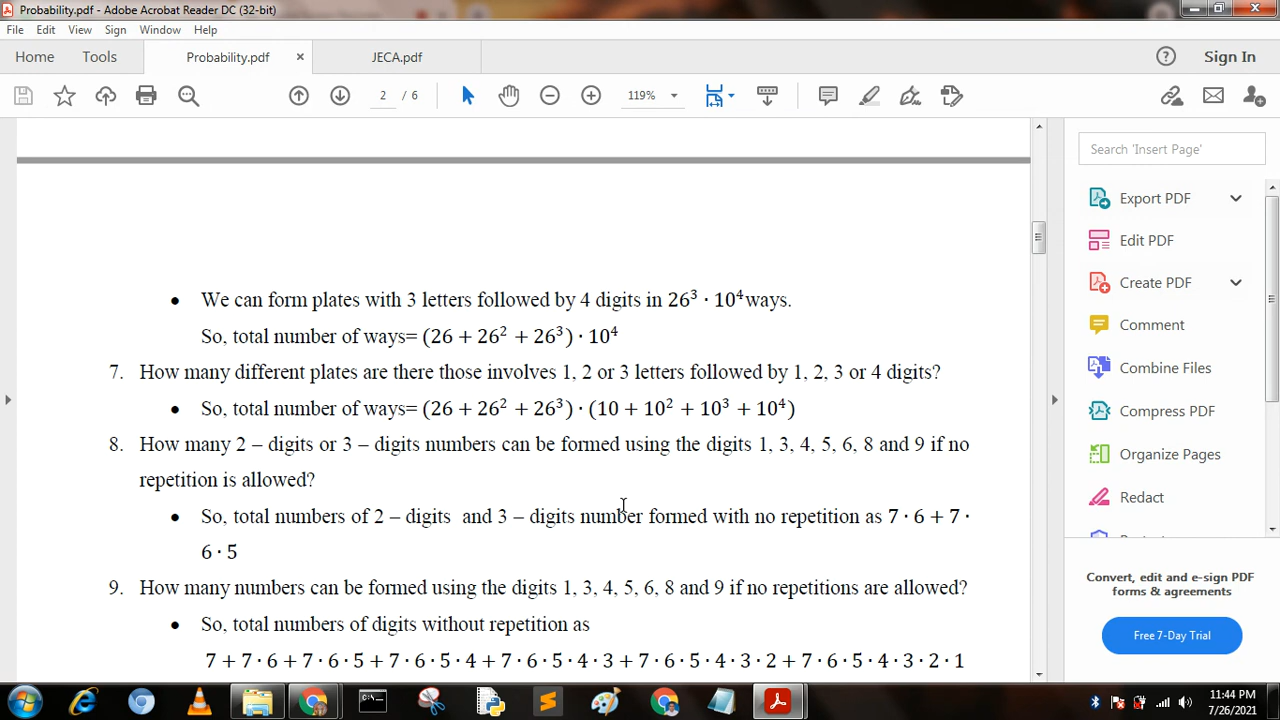 Probability.pdf - Adobe Acrobat Reader DC (32-bit)
File Edit View Sign Window Help
Home Tools Probability.pdf × JECA.pdf ? Sign In
2 / 6 119%
Search 'Insert Page'
Export PDF
Edit PDF
Create PDF
Comment
Combine Files
Compress PDF
Organize Pages
Redact
Convert, edit and e-sign PDF
forms & agreements
Free 7-Day Trial
• We can form plates with 3 letters followed by 4 digits in 26³ · 10⁴ways.
So, total number of ways= (26 + 26² + 26³) · 10⁴
7. How many different plates are there those involves 1, 2 or 3 letters followed by 1, 2, 3 or 4 digits?
• So, total number of ways= (26 + 26² + 26³) · (10 + 10² + 10³ + 10⁴)
8. How many 2 – digits or 3 – digits numbers can be formed using the digits 1, 3, 4, 5, 6, 8 and 9 if no
repetition is allowed?
• So, total numbers of 2 – digits and 3 – digits number formed with no repetition as 7 · 6 + 7 ·
6 · 5
9. How many numbers can be formed using the digits 1, 3, 4, 5, 6, 8 and 9 if no repetitions are allowed?
• So, total numbers of digits without repetition as
7 + 7 · 6 + 7 · 6 · 5 + 7 · 6 · 5 · 4 + 7 · 6 · 5 · 4 · 3 + 7 · 6 · 5 · 4 · 3 · 2 + 7 · 6 · 5 · 4 · 3 · 2 · 1
11:44 PM
7/26/2021